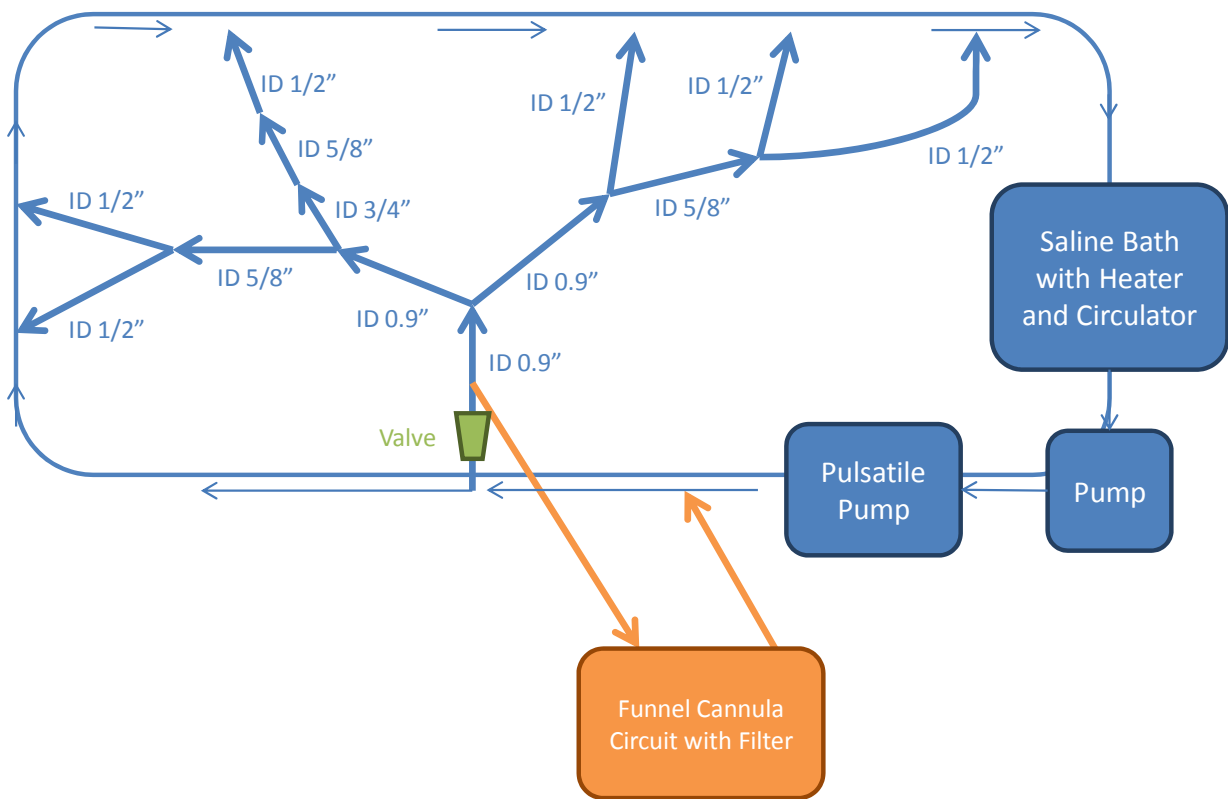 ID 1/2”
ID 1/2”
ID 1/2”
ID 5/8”
ID 1/2”
ID 1/2”
ID 3/4”
ID 5/8”
ID 5/8”
ID 0.9”
ID 1/2”
ID 0.9”
ID 0.9”
Valve
Saline Bath
with Heater
and Circulator
Pulsatile
Pump
Pump
Funnel Cannula
Circuit with Filter